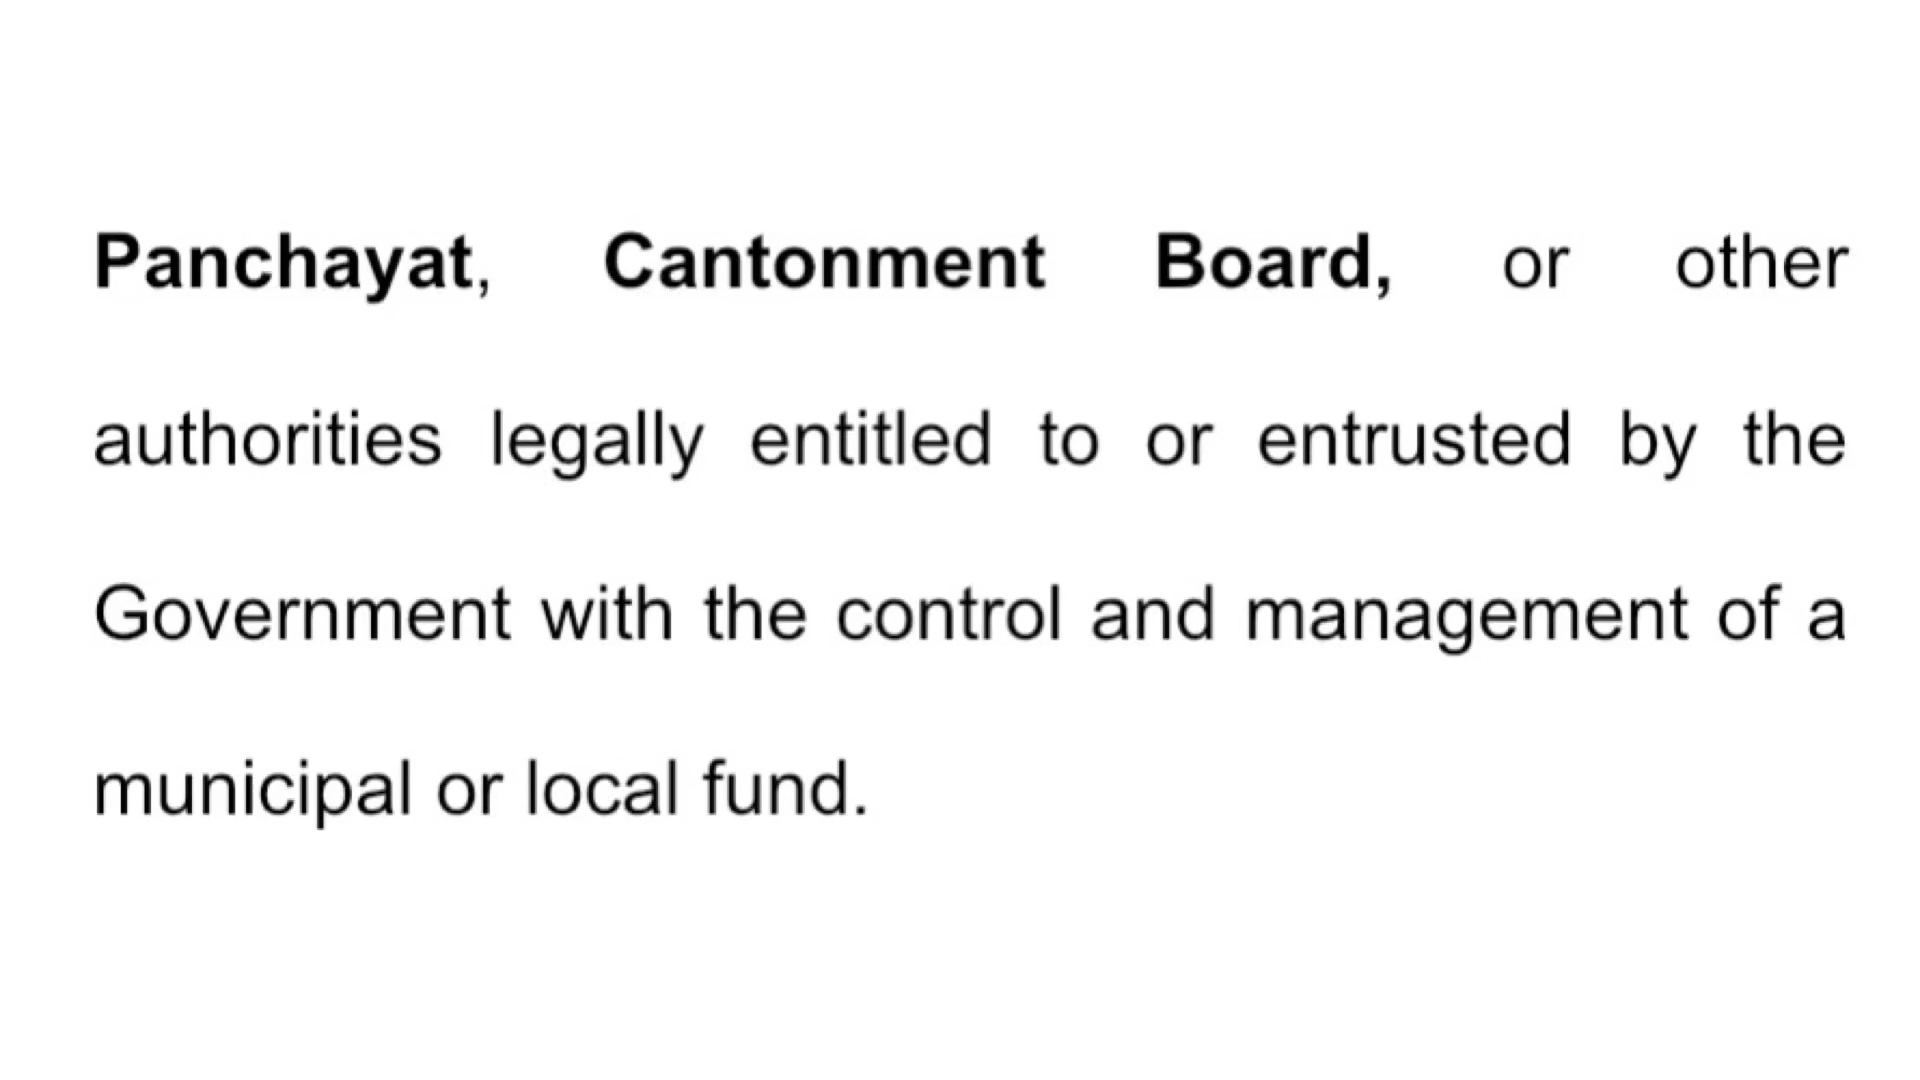 Panchayat, Cantonment Board, or other
authorities legally entitled to or entrusted by the
Government with the control and management of a
municipal or local fund.